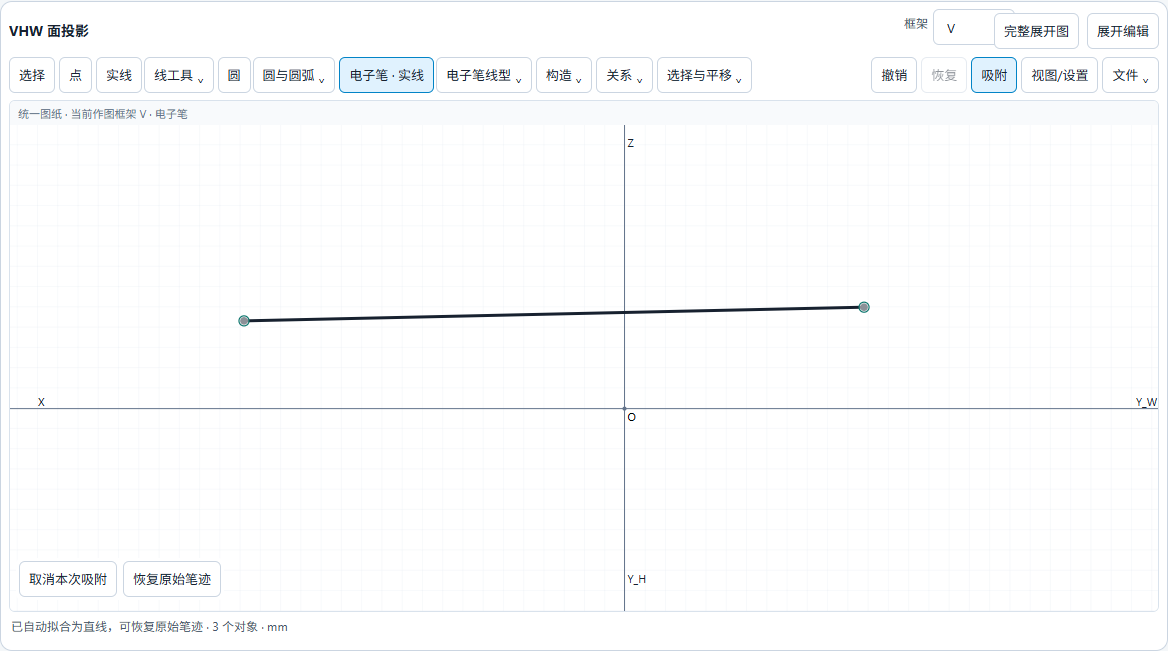 VHW 面投影
框架 V 完整展开图 展开编辑
选择 点 实线 线工具 圆 圆与圆弧 电子笔 · 实线 电子笔线型 构造 关系 选择与平移 撤销 恢复 吸附 视图/设置 文件
统一图纸 · 当前作图框架 V · 电子笔
Z
X
Y_W
O
Y_H
取消本次吸附 恢复原始笔迹
已自动拟合为直线，可恢复原始笔迹 · 3 个对象 · mm